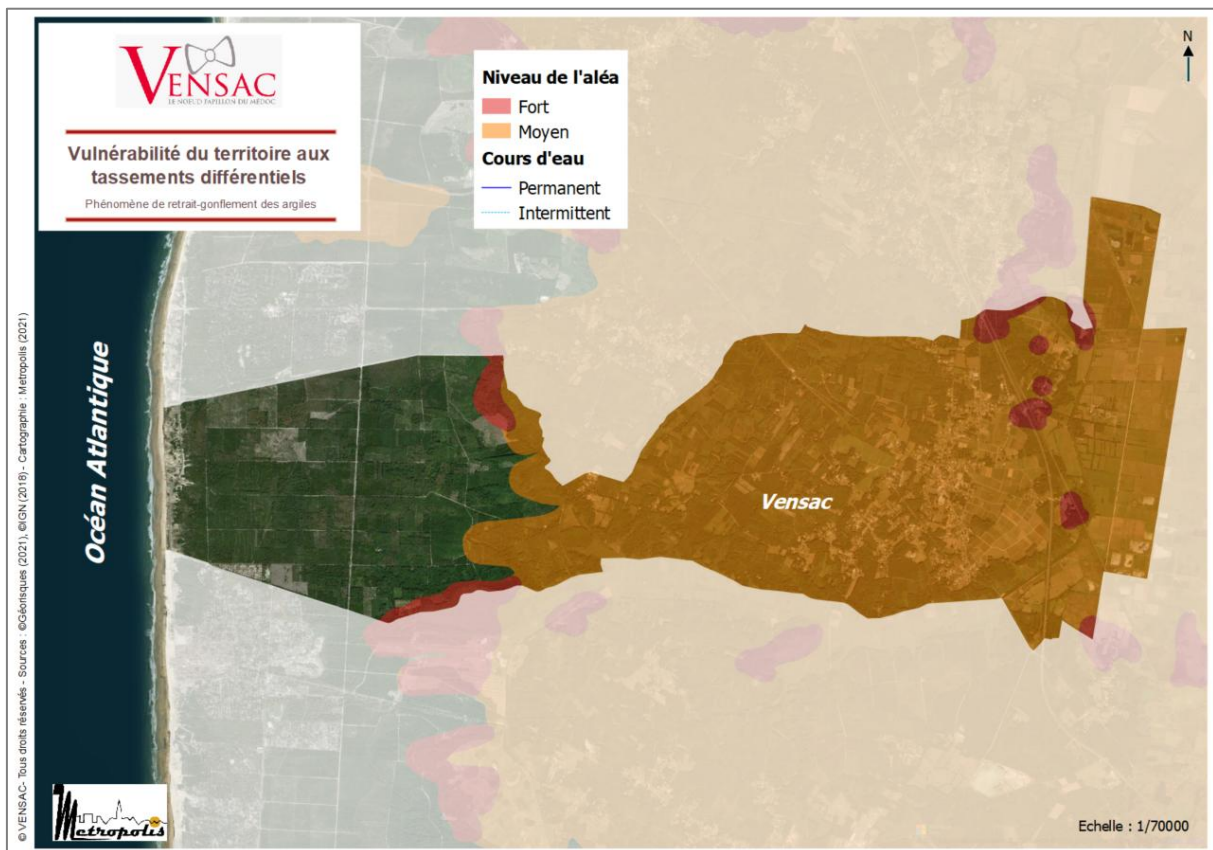 VENSAC
LE NOEUD PAPILLON DU MÉDOC
Vulnérabilité du territoire aux
tassements différentiels
Phénomène de retrait-gonflement des argiles
Niveau de l'aléa
Fort
Moyen
Cours d'eau
Permanent
Intermittent
N
Océan Atlantique
Vensac
© VENSAC- Tous droits réservés - Sources : ©Géorisques (2021), ©IGN (2018) - Cartographie : Metropolis (2021)
Metropolis
Echelle : 1/70000